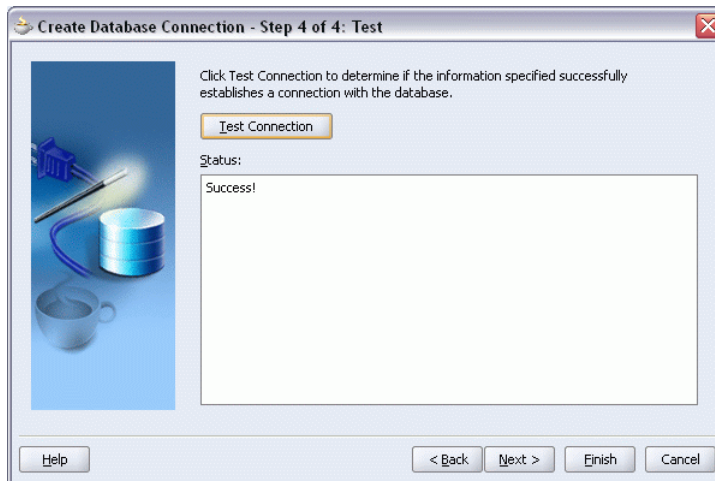 Create Database Connection - Step 4 of 4: Test
Click Test Connection to determine if the information specified successfully
establishes a connection with the database.
Test Connection
Status:
Success!
Help
< Back
Next >
Finish
Cancel